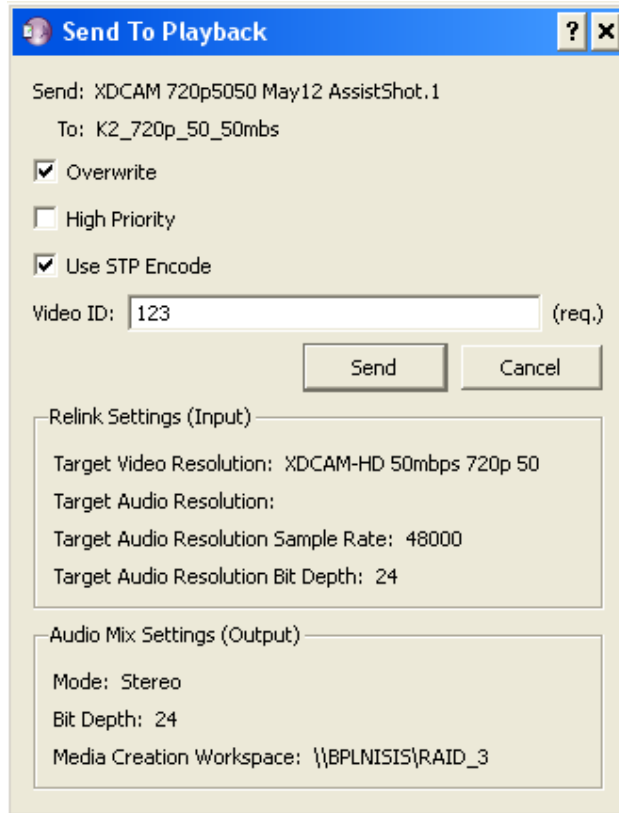 Send To Playback
Send: XDCAM 720p5050 May12 AssistShot.1
To: K2_720p_50_50mbs
Overwrite
High Priority
Use STP Encode
Video ID: 123 (req.)
Send Cancel
Relink Settings (Input)
Target Video Resolution: XDCAM-HD 50mbps 720p 50
Target Audio Resolution:
Target Audio Resolution Sample Rate: 48000
Target Audio Resolution Bit Depth: 24
Audio Mix Settings (Output)
Mode: Stereo
Bit Depth: 24
Media Creation Workspace: \\BPLNISIS\RAID_3